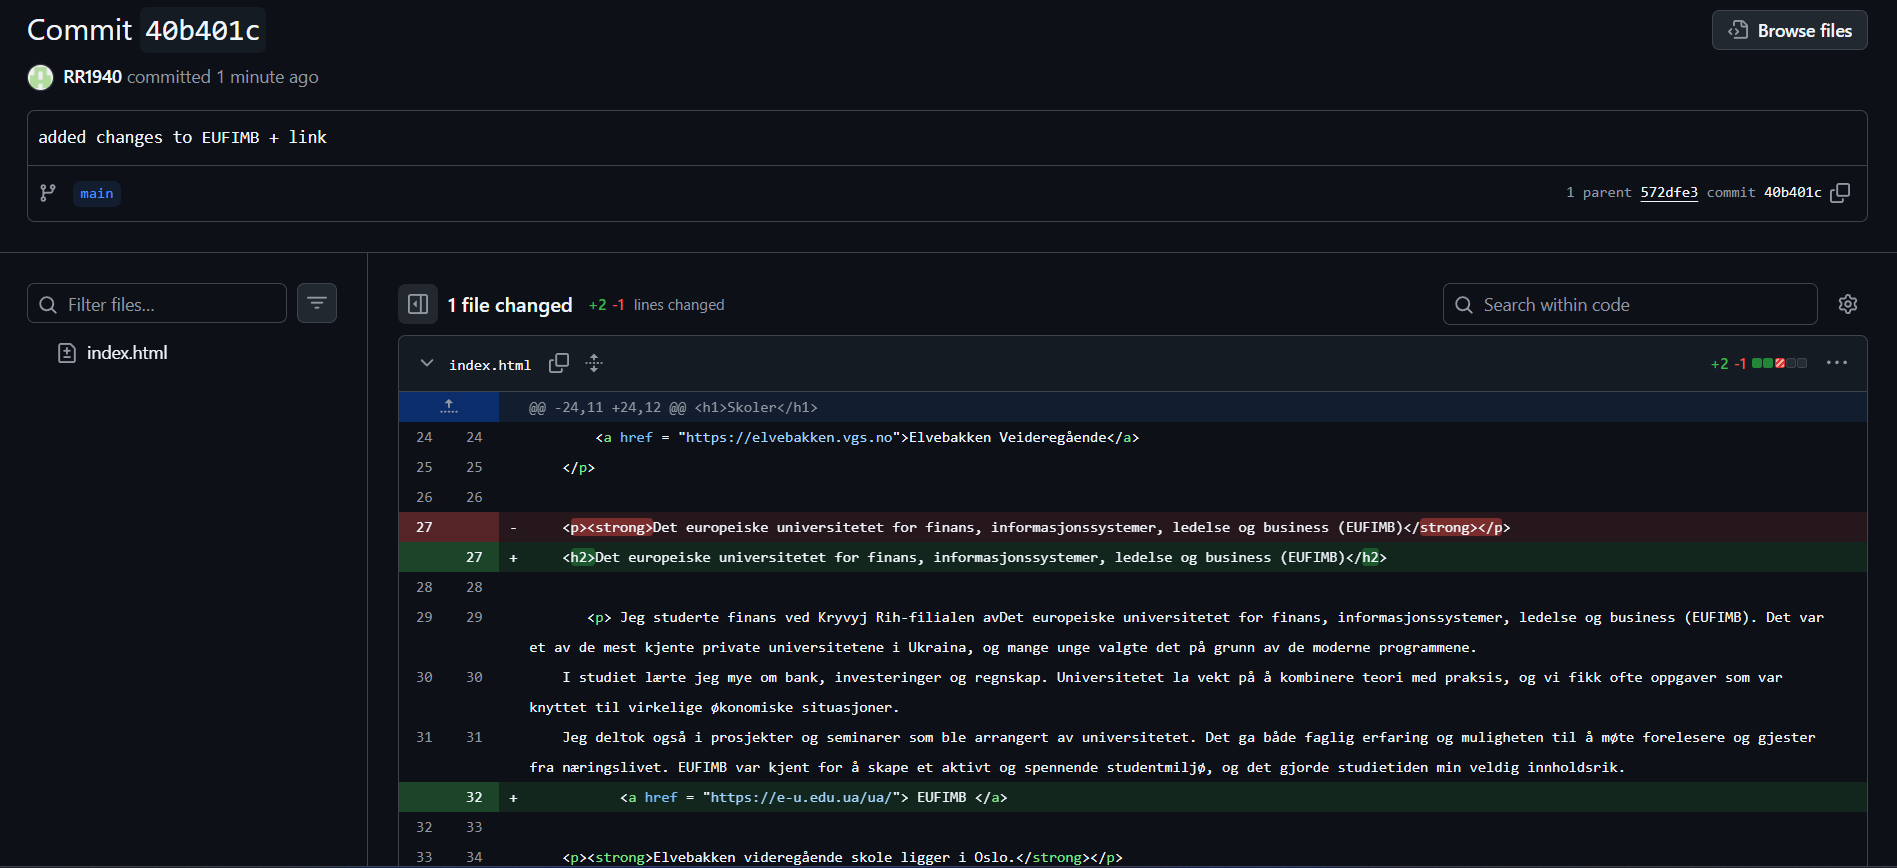 Commit 40b401c
Browse files
RR1940 committed 1 minute ago
added changes to EUFIMB + link
main
1 parent 572dfe3 commit 40b401c
Filter files...
index.html
1 file changed +2 -1 lines changed
Search within code
index.html
+2 -1
@@ -24,11 +24,12 @@ <h1>Skoler</h1>
24 24 <a href = "https://elvebakken.vgs.no">Elvebakken Veideregående</a>
25 25 </p>
26 26
27 - <p><strong>Det europeiske universitetet for finans, informasjonssystemer, ledelse og business (EUFIMB)</strong></p>
27 + <h2>Det europeiske universitetet for finans, informasjonssystemer, ledelse og business (EUFIMB)</h2>
28 28
29 29 <p> Jeg studerte finans ved Kryvyj Rih-filialen avDet europeiske universitetet for finans, informasjonssystemer, ledelse og business (EUFIMB). Det var
et av de mest kjente private universitetene i Ukraina, og mange unge valgte det på grunn av de moderne programmene.
30 30 I studiet lærte jeg mye om bank, investeringer og regnskap. Universitetet la vekt på å kombinere teori med praksis, og vi fikk ofte oppgaver som var
knyttet til virkelige økonomiske situasjoner.
31 31 Jeg deltok også i prosjekter og seminarer som ble arrangert av universitetet. Det ga både faglig erfaring og muligheten til å møte forelesere og gjester
fra næringslivet. EUFIMB var kjent for å skape et aktivt og spennende studentmiljø, og det gjorde studietiden min veldig innholdsrik.
32 + <a href = "https://e-u.edu.ua/ua/"> EUFIMB </a>
32 33
33 34 <p><strong>Elvebakken videregående skole ligger i Oslo.</strong></p>